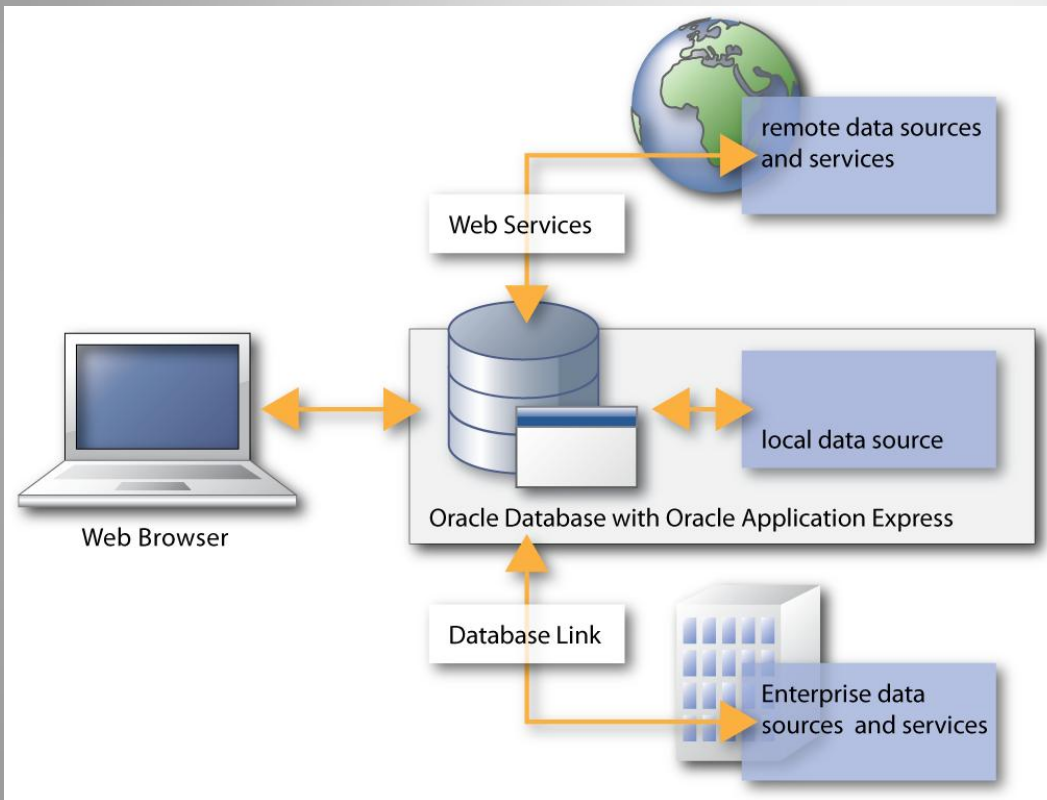 remote data sources
and services
Web Services
local data source
Oracle Database with Oracle Application Express
Web Browser
Database Link
Enterprise data
sources and services